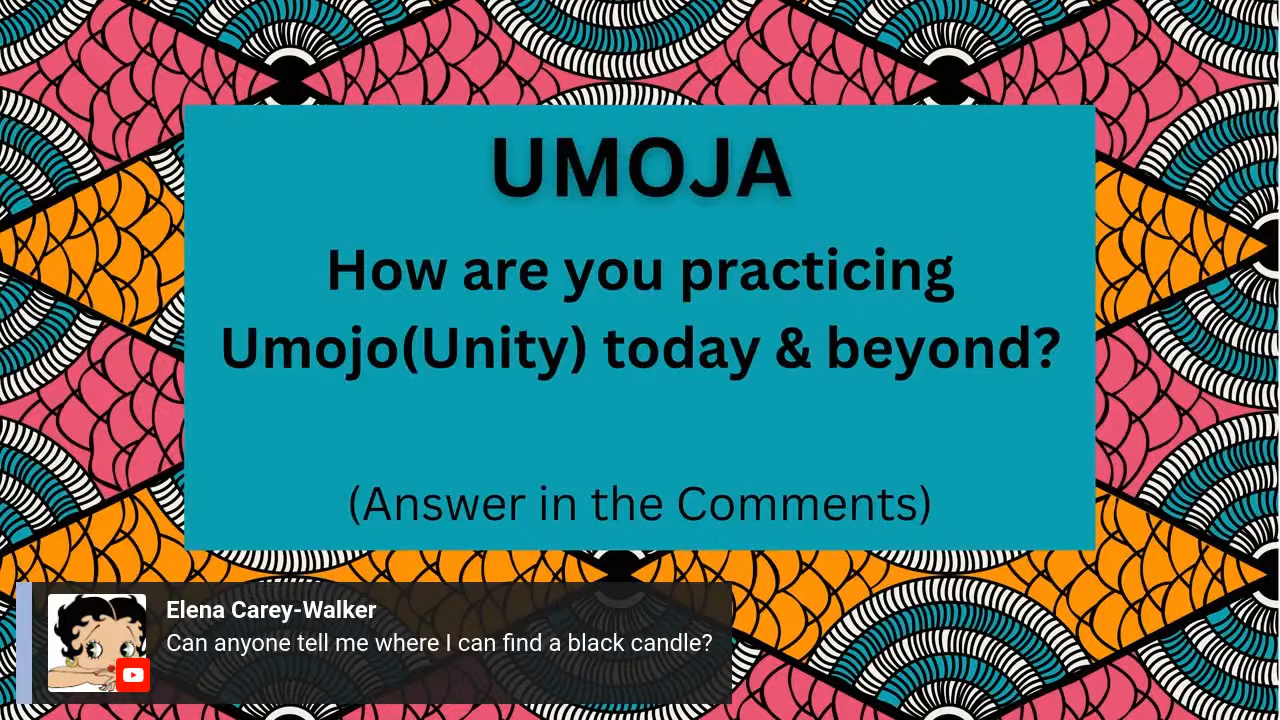 UMOJA
How are you practicing
Umojo(Unity) today & beyond?
(Answer in the Comments)
Elena Carey-Walker
Can anyone tell me where I can find a black candle?